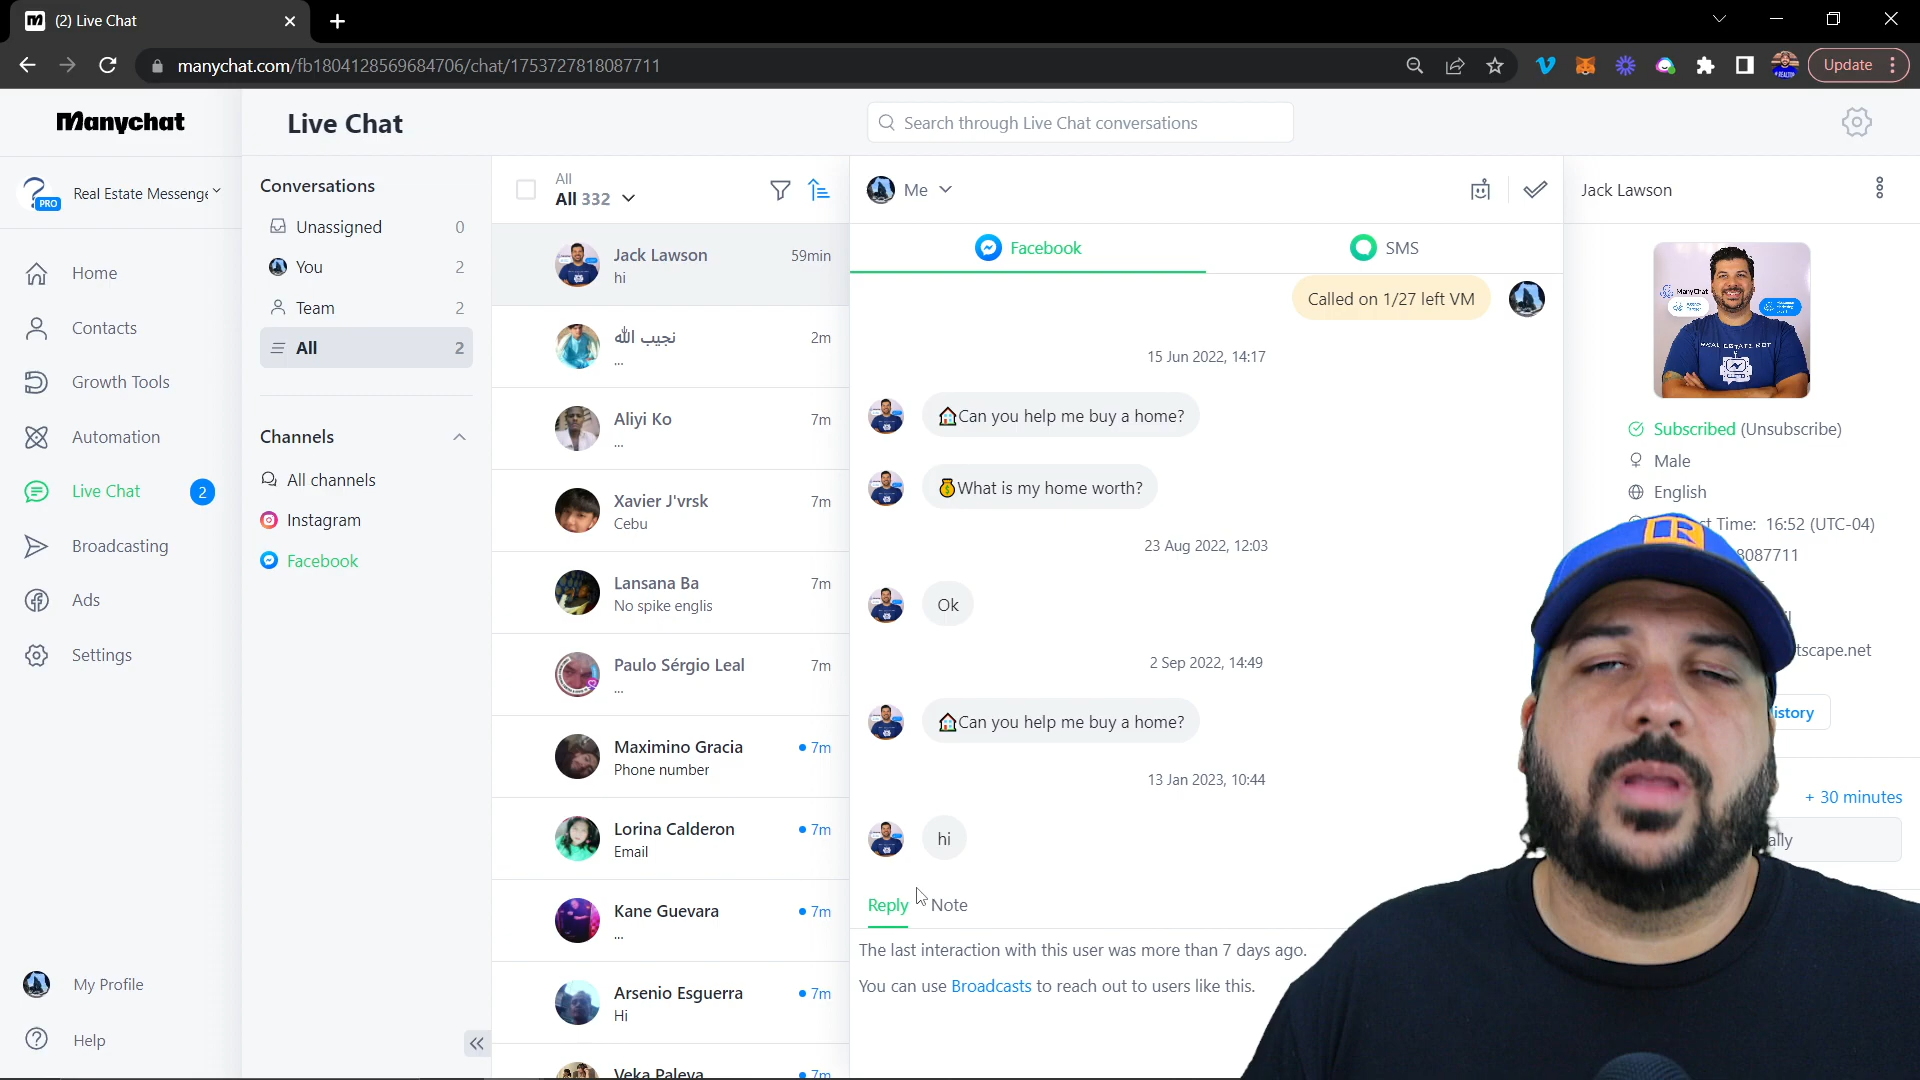 (2) Live Chat
manychat.com/fb1804128569684706/chat/1753727818087711
Update
Manychat
Live Chat
Search through Live Chat conversations
PRO
Real Estate Messenge
Home
Contacts
Growth Tools
Automation
Live Chat
2
Broadcasting
Ads
Settings
My Profile
Help
Conversations
Unassigned 0
You 2
Team 2
All 2
Channels
All channels
Instagram
Facebook
All
All 332
Jack Lawson 59min
hi
نجيب الله 2m
...
Aliyi Ko 7m
...
Xavier J'vrsk 7m
Cebu
Lansana Ba 7m
No spike englis
Paulo Sérgio Leal 7m
...
Maximino Gracia 7m
Phone number
Lorina Calderon 7m
Email
Kane Guevara 7m
...
Arsenio Esguerra 7m
Hi
Veka Paleva 7m
Me
Facebook
SMS
Called on 1/27 left VM
15 Jun 2022, 14:17
Can you help me buy a home?
What is my home worth?
23 Aug 2022, 12:03
Ok
2 Sep 2022, 14:49
Can you help me buy a home?
13 Jan 2023, 10:44
hi
Reply
Note
The last interaction with this user was more than 7 days ago.
You can use Broadcasts to reach out to users like this.
Jack Lawson
ManyChat
Subscribed (Unsubscribe)
Male
English
Time: 16:52 (UTC-04)
8087711
tscape.net
istory
+ 30 minutes
ally